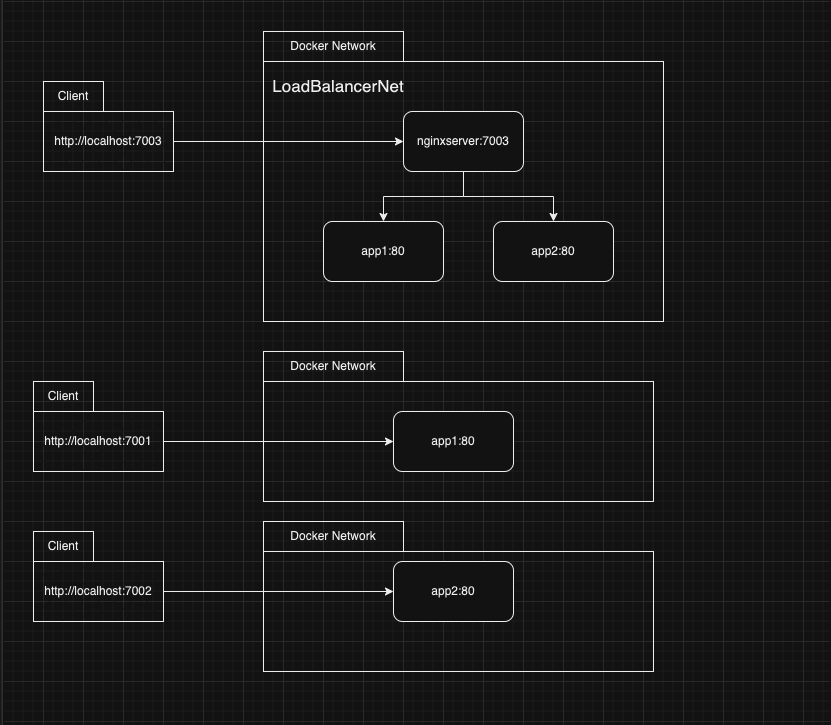 Docker Network
LoadBalancerNet
Client
http://localhost:7003
nginxserver:7003
app1:80
app2:80
Docker Network
Client
http://localhost:7001
app1:80
Docker Network
Client
http://localhost:7002
app2:80